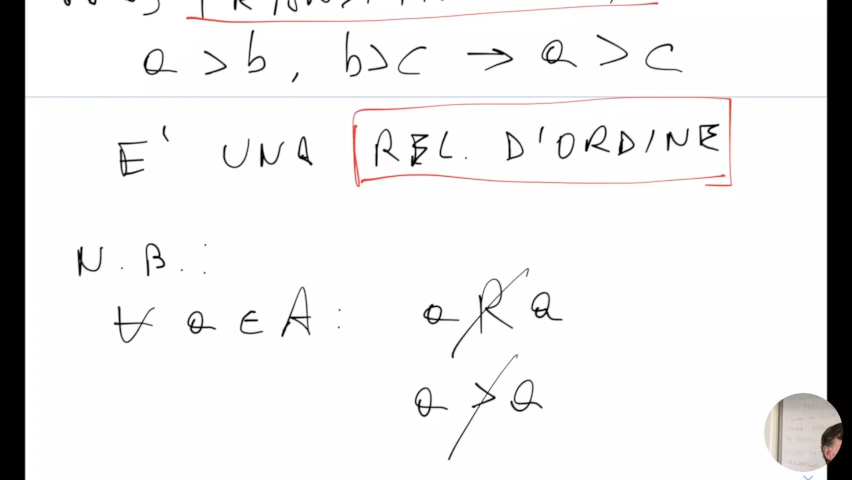 a > b, b > c → a > c
E' UNA REL. D'ORDINE
N.B.:
∀ a ∈ A: a R̸ a
a ≯ a